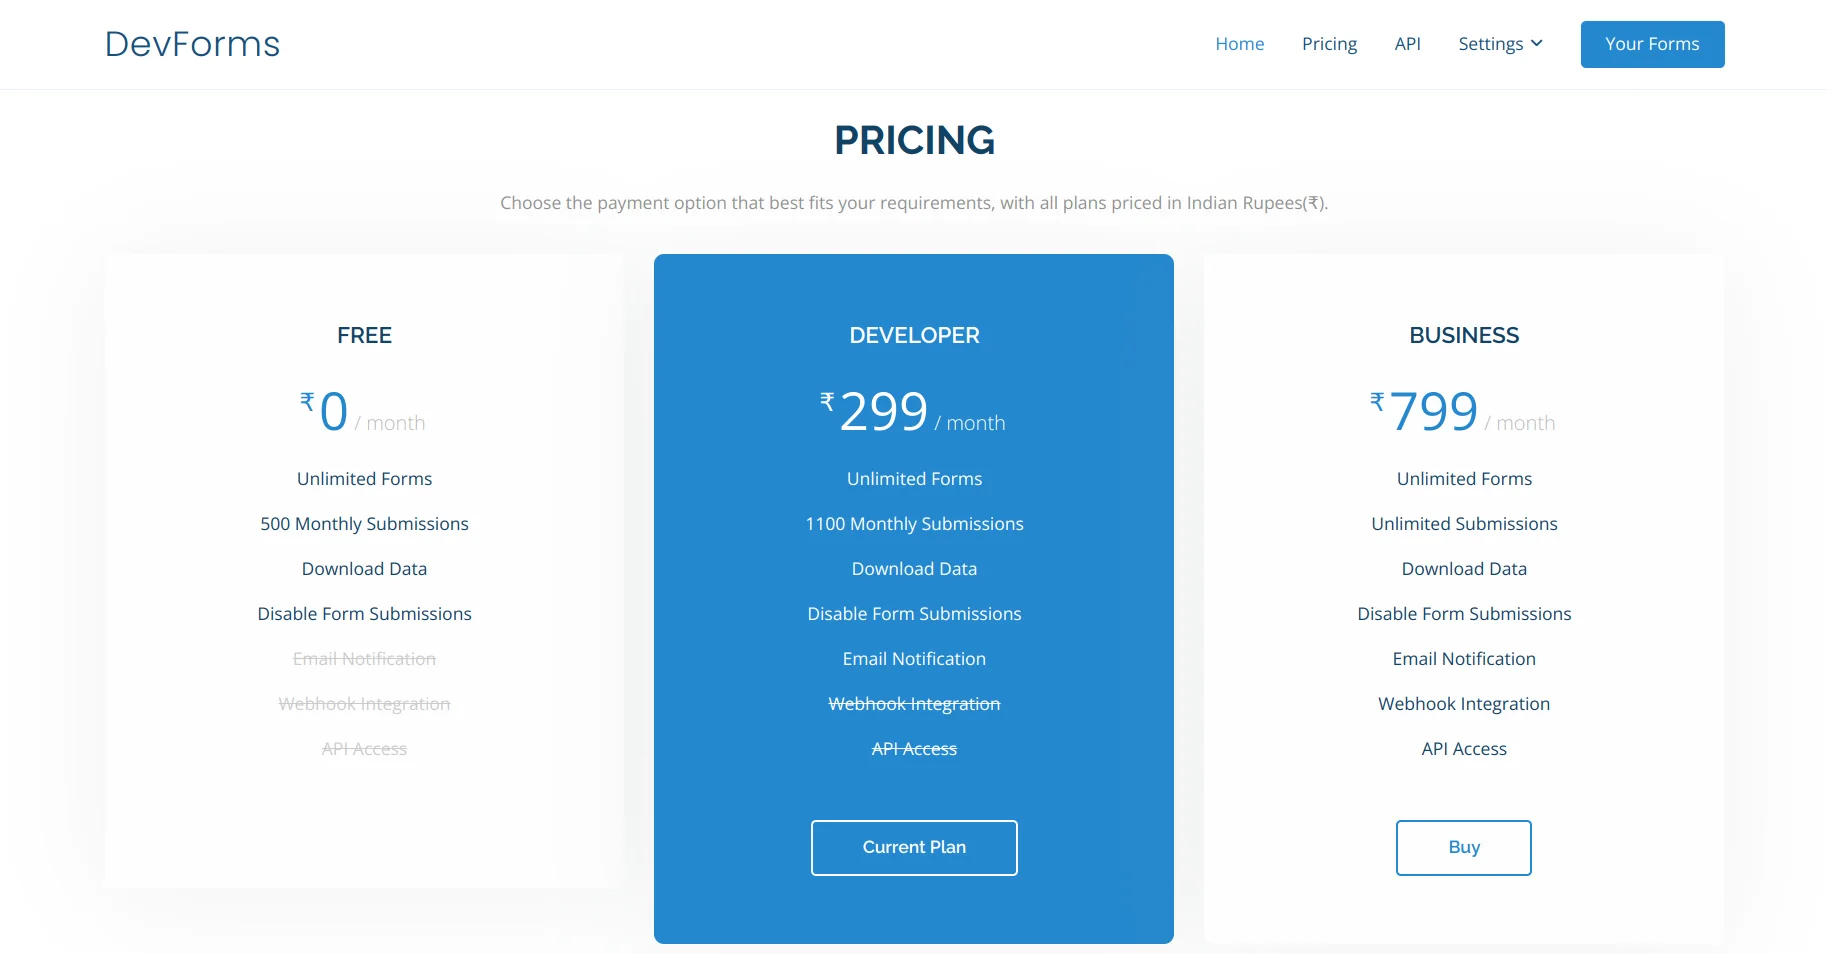 DevForms
Home Pricing API Settings Your Forms
PRICING
Choose the payment option that best fits your requirements, with all plans priced in Indian Rupees(₹).
FREE
₹0 / month
Unlimited Forms
500 Monthly Submissions
Download Data
Disable Form Submissions
Email Notification
Webhook Integration
API Access
DEVELOPER
₹299 / month
Unlimited Forms
1100 Monthly Submissions
Download Data
Disable Form Submissions
Email Notification
Webhook Integration
API Access
Current Plan
BUSINESS
₹799 / month
Unlimited Forms
Unlimited Submissions
Download Data
Disable Form Submissions
Email Notification
Webhook Integration
API Access
Buy